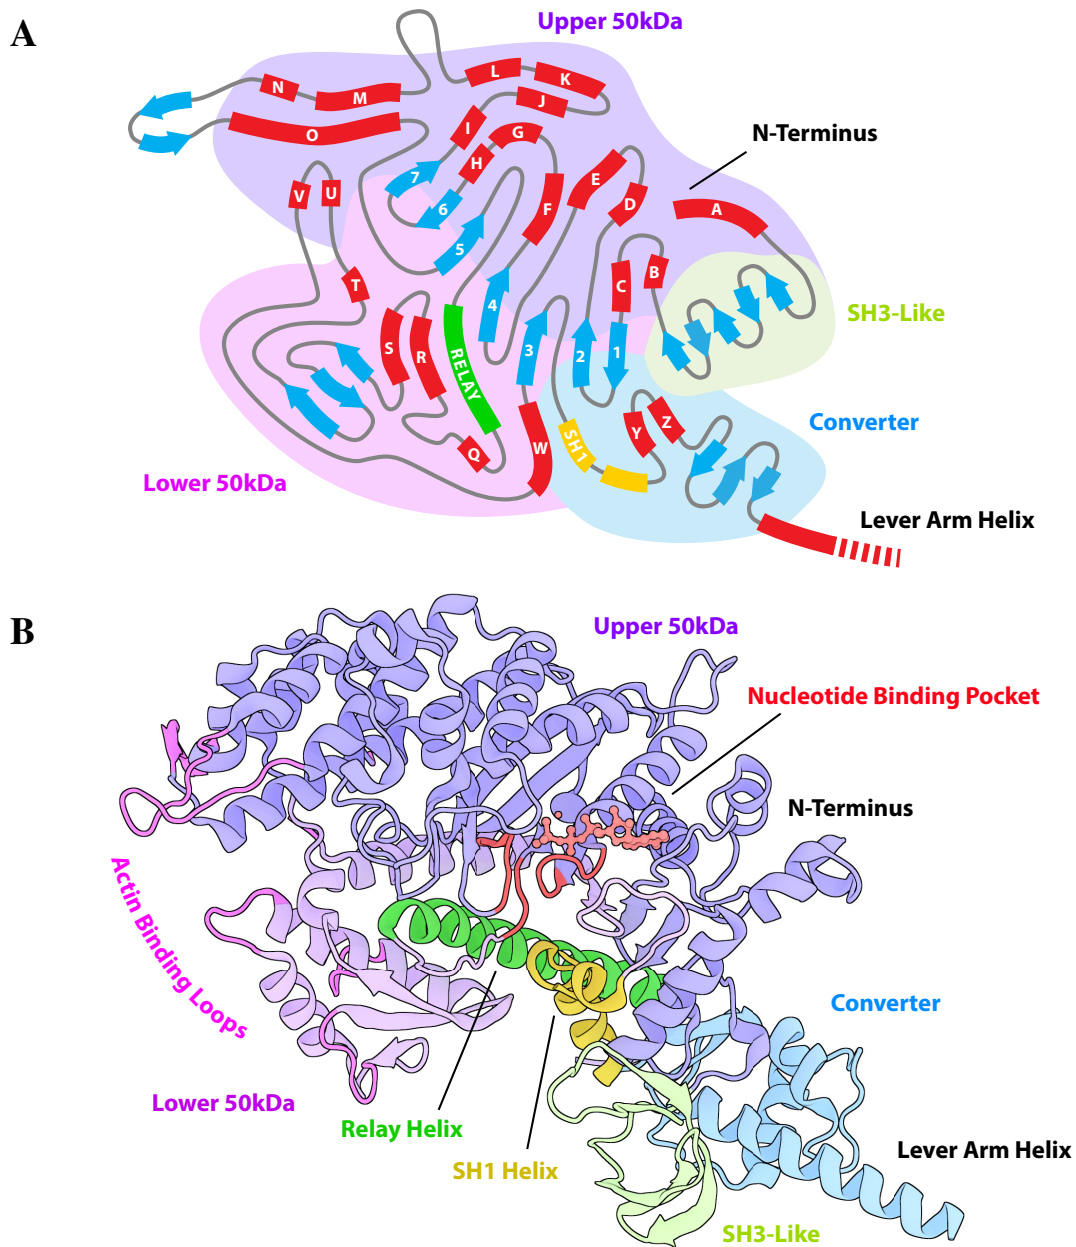 A
Upper 50kDa
L
K
N
M
J
O
I
G
N-Terminus
H
7
E
V
U
6
F
D
A
5
B
T
C
4
SH3-Like
S
R
RELAY
3
2
1
Converter
SH1
Y
Z
Q
W
Lower 50kDa
Lever Arm Helix
B
Upper 50kDa
Nucleotide Binding Pocket
N-Terminus
Actin Binding Loops
Converter
Lower 50kDa
Relay Helix
Lever Arm Helix
SH1 Helix
SH3-Like